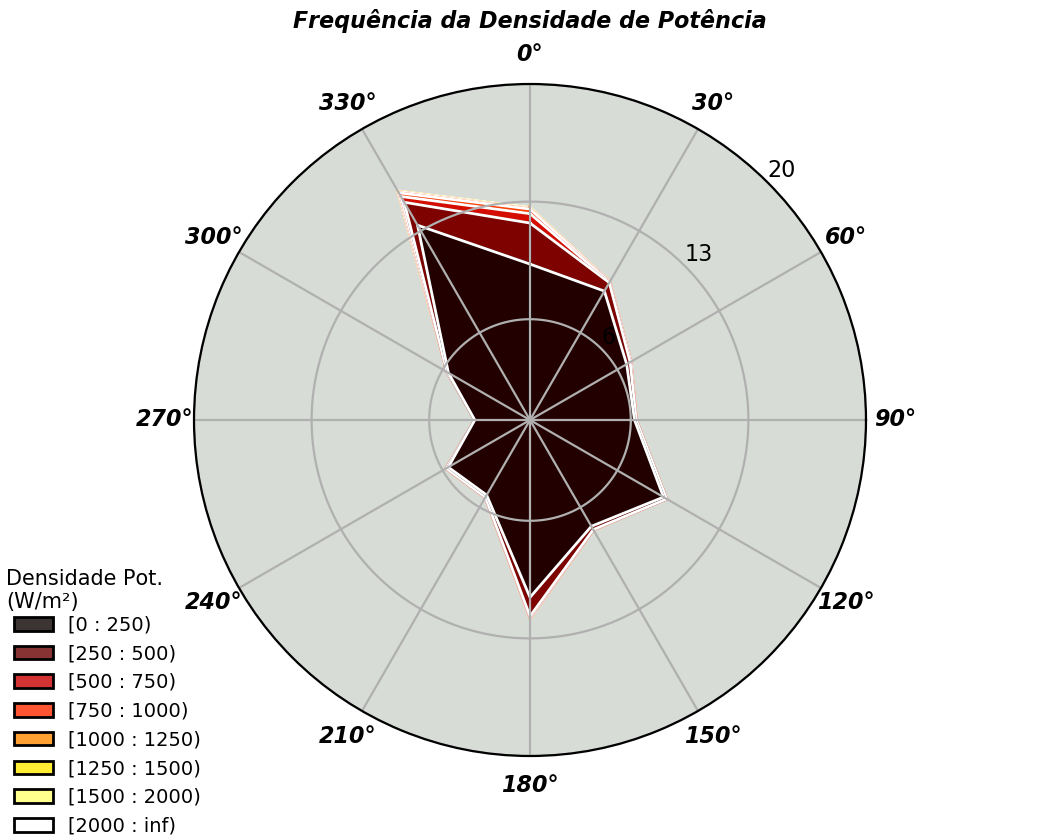 Frequência da Densidade de Potência
0°
330°
30°
20
300°
60°
13
6
270°
90°
240°
120°
210°
150°
180°
Densidade Pot.
(W/m²)
[0 : 250)
[250 : 500)
[500 : 750)
[750 : 1000)
[1000 : 1250)
[1250 : 1500)
[1500 : 2000)
[2000 : inf)